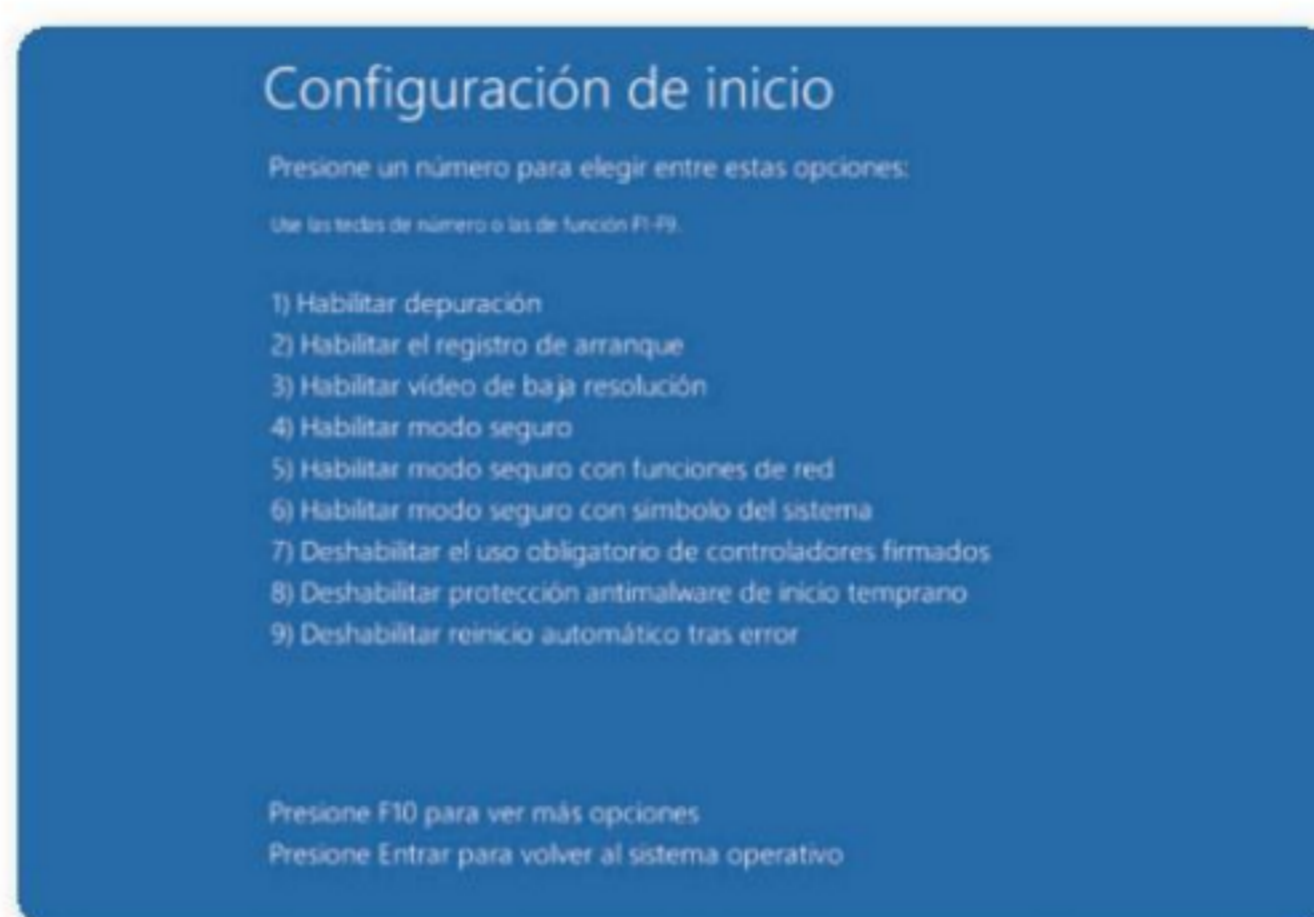 Configuración de inicio
Presione un número para elegir entre estas opciones:
Use las teclas de número o las de función F1-F9.
1) Habilitar depuración
2) Habilitar el registro de arranque
3) Habilitar vídeo de baja resolución
4) Habilitar modo seguro
5) Habilitar modo seguro con funciones de red
6) Habilitar modo seguro con símbolo del sistema
7) Deshabilitar el uso obligatorio de controladores firmados
8) Deshabilitar protección antimalware de inicio temprano
9) Deshabilitar reinicio automático tras error
Presione F10 para ver más opciones
Presione Entrar para volver al sistema operativo